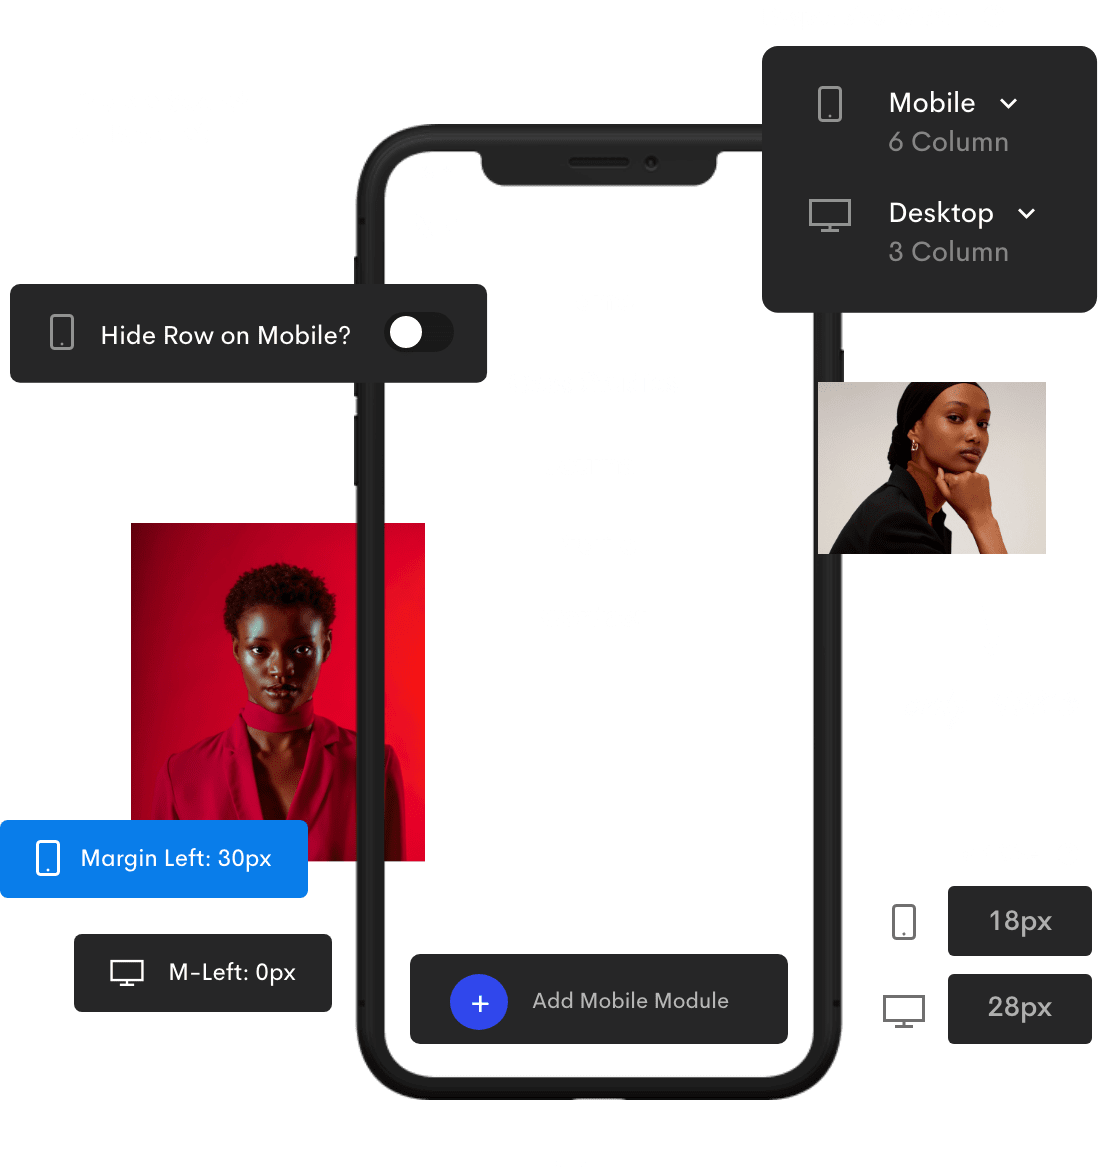 Mobile
6 Column
Desktop
3 Column
Hide Row on Mobile?
Margin Left: 30px
M-Left: 0px
+ Add Mobile Module
18px
28px